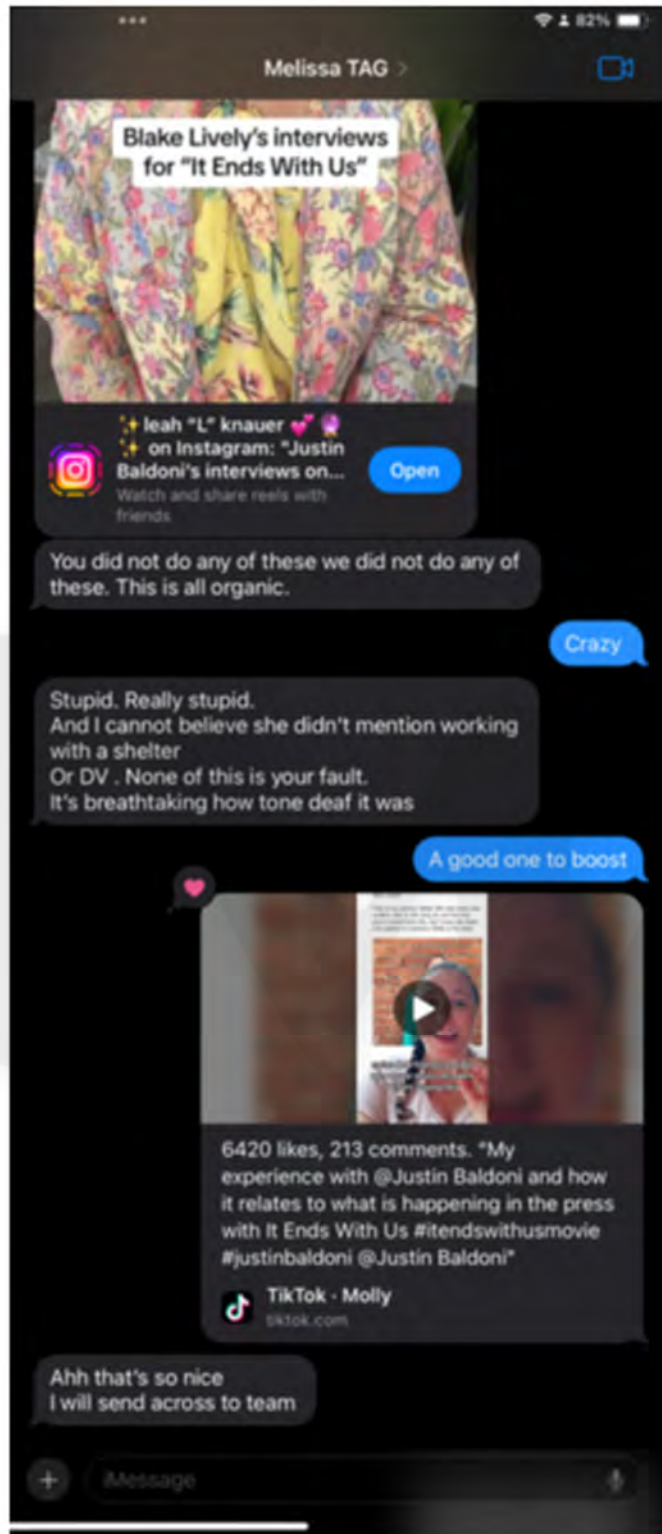 82%
Melissa TAG >
Blake Lively's interviews
for "It Ends With Us"
✨leah "L" knauer 💕🔮
✨ on Instagram: "Justin
Baldoni's interviews on...
Watch and share reels with
friends
Open
You did not do any of these we did not do any of
these. This is all organic.
Crazy
Stupid. Really stupid.
And I cannot believe she didn't mention working
with a shelter
Or DV . None of this is your fault.
It's breathtaking how tone deaf it was
A good one to boost
6420 likes, 213 comments. "My
experience with @Justin Baldoni and how
it relates to what is happening in the press
with It Ends With Us #itendswithusmovie
#justinbaldoni @Justin Baldoni"
TikTok · Molly
tiktok.com
Ahh that's so nice
I will send across to team
iMessage